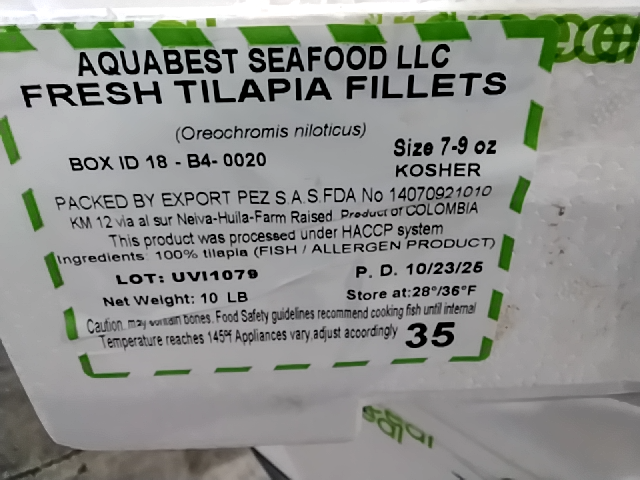 AQUABEST SEAFOOD LLC
FRESH TILAPIA FILLETS
(Oreochromis niloticus)
BOX ID 18 - B4- 0020
Size 7-9 oz
KOSHER
PACKED BY EXPORT PEZ S.A.S.FDA No 14070921010
KM 12 via al sur Neiva-Huila-Farm Raised Product of COLOMBIA
This product was processed under HACCP system
Ingredients: 100% tilapia (FISH / ALLERGEN PRODUCT)
LOT: UVI1079
P. D. 10/23/25
Net Weight: 10 LB
Store at:28°/36°F
Caution, may contain bones. Food Safety guidelines recommend cooking fish until internal
Temperature reaches 145ºF Appliances vary,adjust accordingly
35